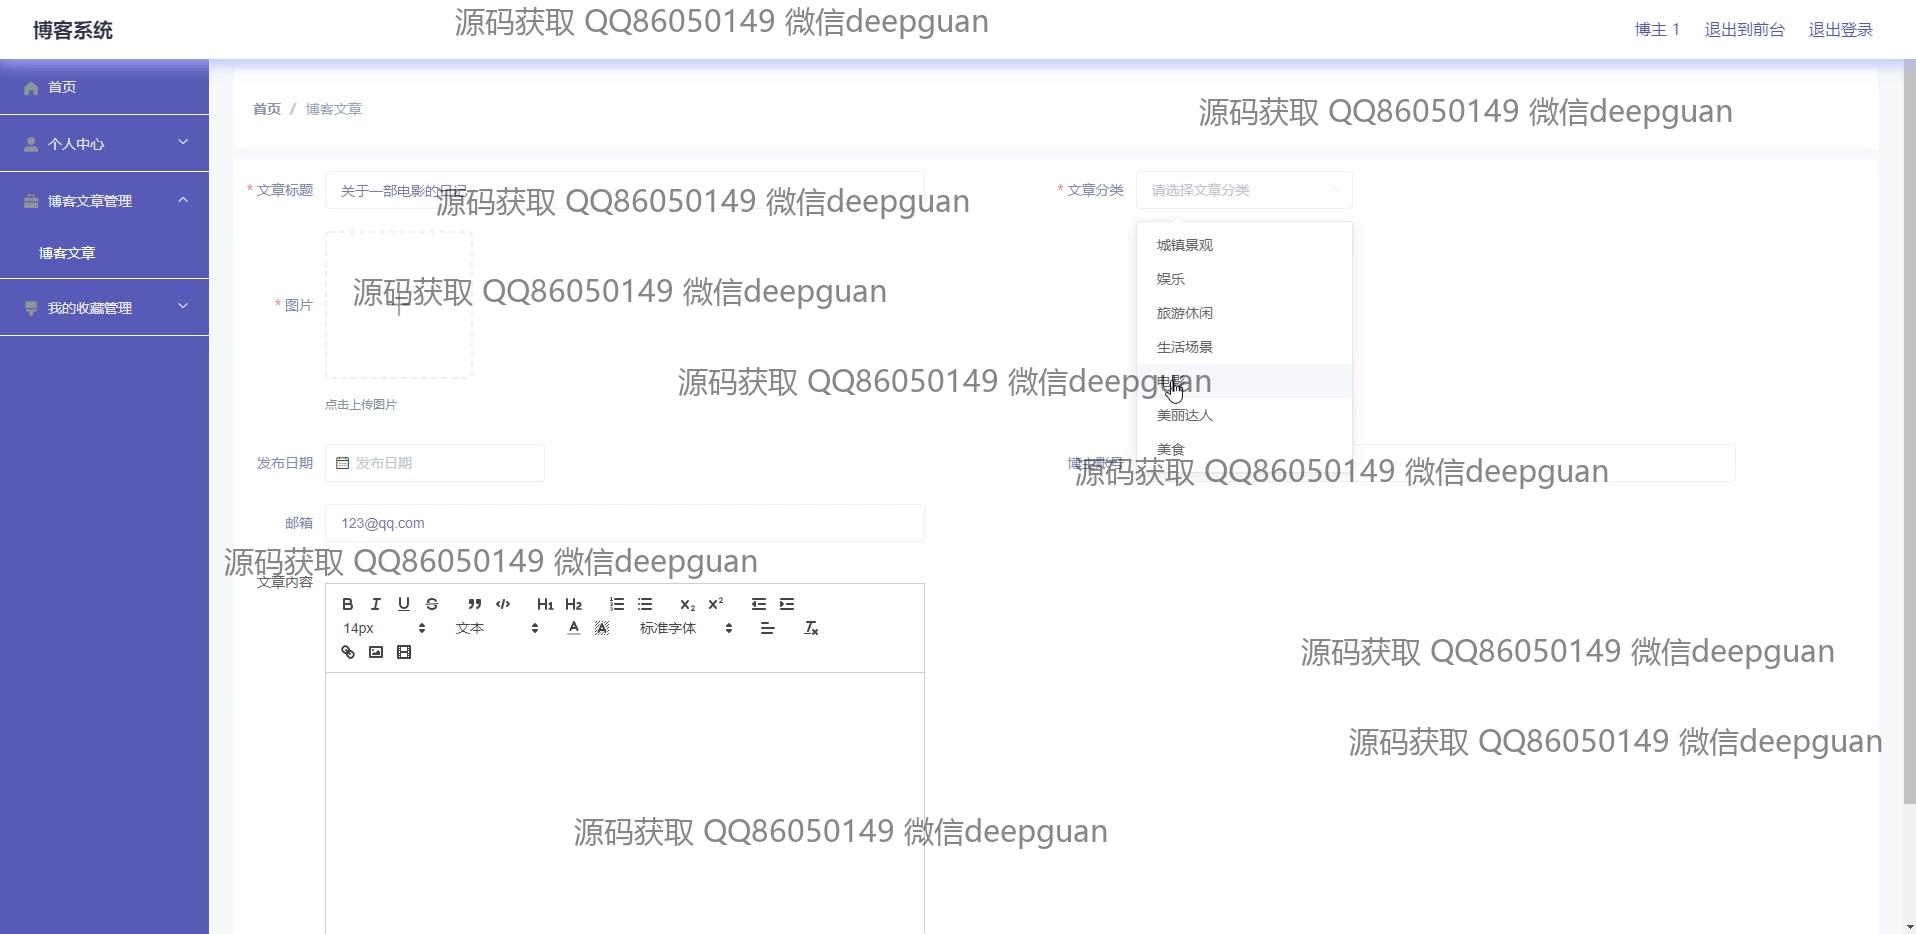 博客系统
源码获取 QQ86050149 微信deepguan
博主 1
退出到前台
退出登录
首页
个人中心
博客文章管理
博客文章
我的收藏管理
首页 / 博客文章
源码获取 QQ86050149 微信deepguan
* 文章标题
关于一部电影的日记
源码获取 QQ86050149 微信deepguan
* 文章分类
请选择文章分类
城镇景观
娱乐
旅游休闲
生活场景
电影
美丽达人
美食
* 图片
源码获取 QQ86050149 微信deepguan
源码获取 QQ86050149 微信deepguan
点击上传图片
发布日期
发布日期
博主账号
源码获取 QQ86050149 微信deepguan
邮箱
123@qq.com
源码获取 QQ86050149 微信deepguan
文章内容
B I U S H1 H2 X2 X2
14px
文本
A A
标准字体
Tx
源码获取 QQ86050149 微信deepguan
源码获取 QQ86050149 微信deepguan
源码获取 QQ86050149 微信deepguan